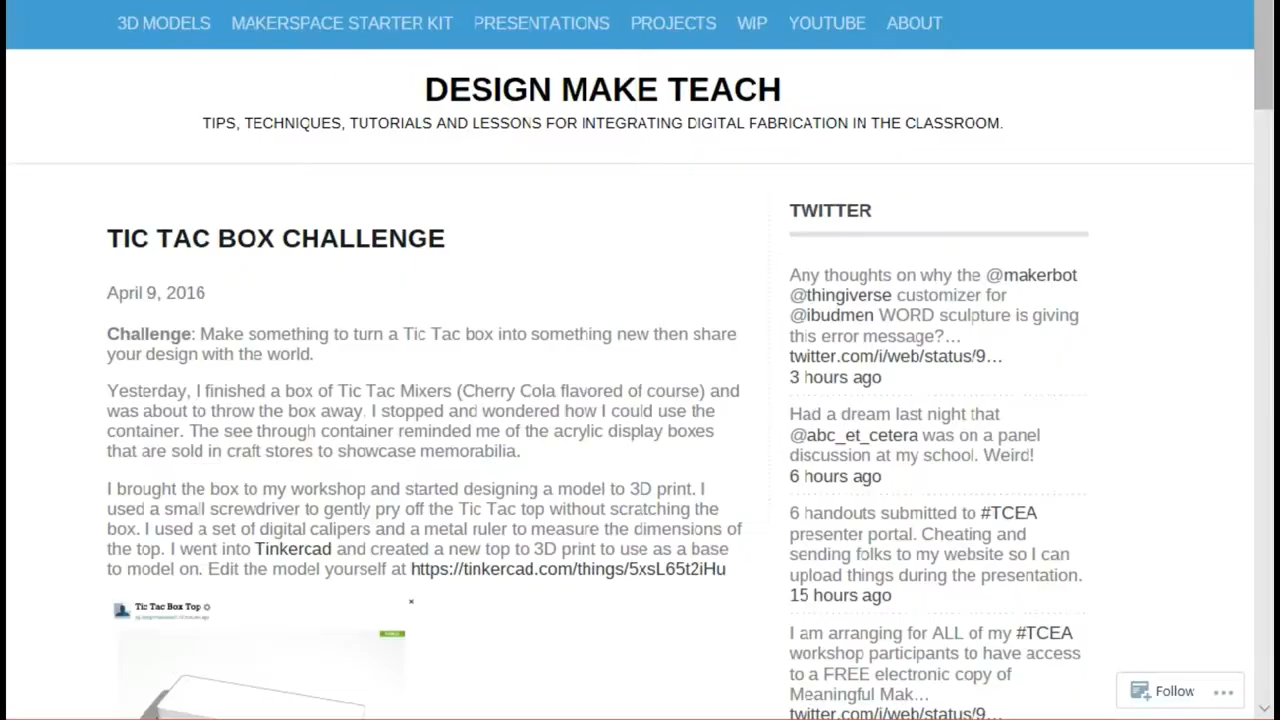 3D MODELS MAKERSPACE STARTER KIT PRESENTATIONS PROJECTS WIP YOUTUBE ABOUT
DESIGN MAKE TEACH
TIPS, TECHNIQUES, TUTORIALS AND LESSONS FOR INTEGRATING DIGITAL FABRICATION IN THE CLASSROOM.
TIC TAC BOX CHALLENGE
April 9, 2016
Challenge: Make something to turn a Tic Tac box into something new then share
your design with the world.
Yesterday, I finished a box of Tic Tac Mixers (Cherry Cola flavored of course) and
was about to throw the box away. I stopped and wondered how I could use the
container. The see through container reminded me of the acrylic display boxes
that are sold in craft stores to showcase memorabilia.
I brought the box to my workshop and started designing a model to 3D print. I
used a small screwdriver to gently pry off the Tic Tac top without scratching the
box. I used a set of digital calipers and a metal ruler to measure the dimensions of
the top. I went into Tinkercad and created a new top to 3D print to use as a base
to model on. Edit the model yourself at https://tinkercad.com/things/5xsL65t2iHu
Tic Tac Box Top
TWITTER
Any thoughts on why the @makerbot
@thingiverse customizer for
@ibudmen WORD sculpture is giving
this error message?…
twitter.com/i/web/status/9…
3 hours ago
Had a dream last night that
@abc_et_cetera was on a panel
discussion at my school. Weird!
6 hours ago
6 handouts submitted to #TCEA
presenter portal. Cheating and
sending folks to my website so I can
upload things during the presentation.
15 hours ago
I am arranging for ALL of my #TCEA
workshop participants to have access
to a FREE electronic copy of
Meaningful Mak…
twitter.com/i/web/status/9…
Follow